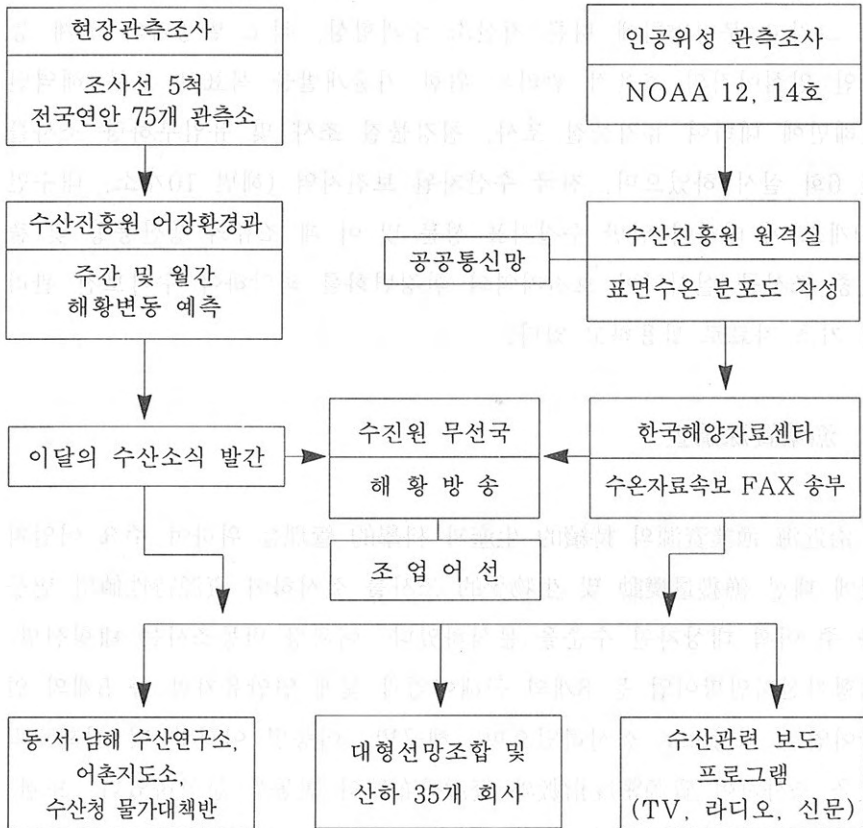 현장관측조사
조사선 5척
전국연안 75개 관측소
인공위성 관측조사
NOAA 12, 14호
수산진흥원 어장환경과
주간 및 월간
해황변동 예측
공공통신망
수산진흥원 원격실
표면수온 분포도 작성
이달의 수산소식 발간
수진원 무선국
해 황 방 송
조 업 어 선
한국해양자료센타
수온자료속보 FAX 송부
동·서·남해 수산연구소,
어촌지도소,
수산청 물가대책반
대형선망조합 및
산하 35개 회사
수산관련 보도
프로그램
(TV, 라디오, 신문)